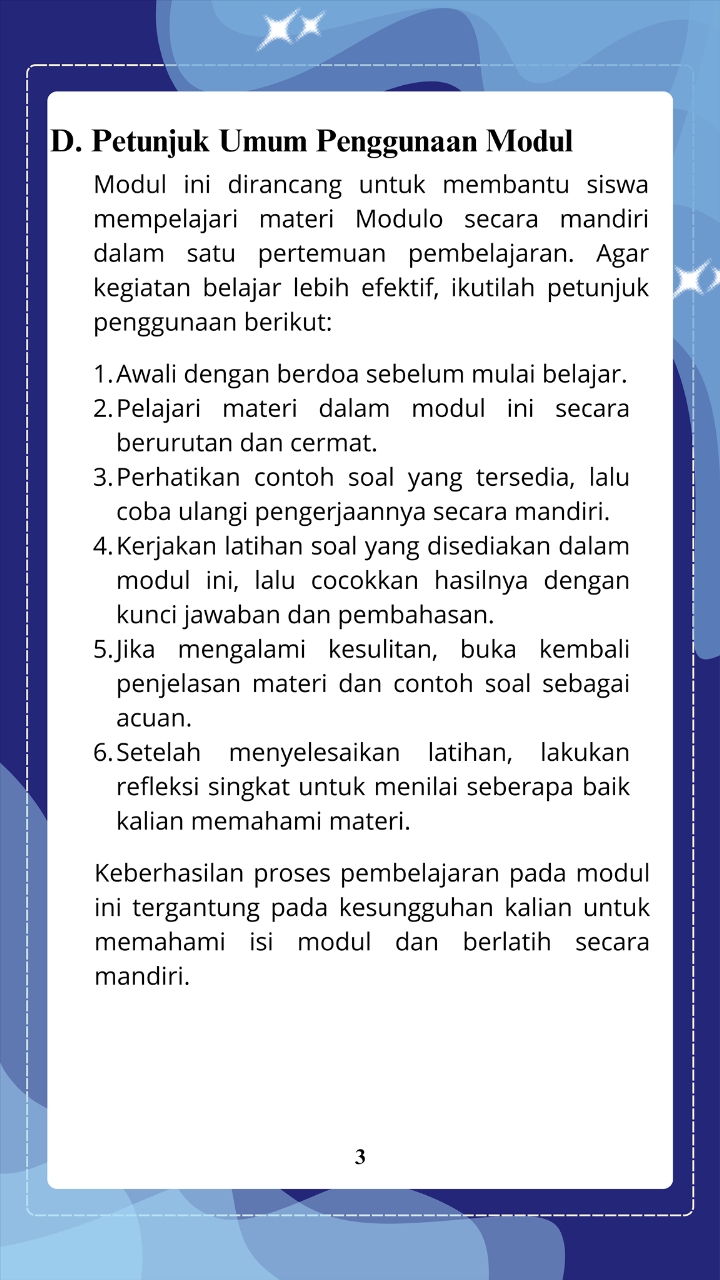 D. Petunjuk Umum Penggunaan Modul
Modul ini dirancang untuk membantu siswa
mempelajari materi Modulo secara mandiri
dalam satu pertemuan pembelajaran. Agar
kegiatan belajar lebih efektif, ikutilah petunjuk
penggunaan berikut:
1. Awali dengan berdoa sebelum mulai belajar.
2. Pelajari materi dalam modul ini secara
berurutan dan cermat.
3. Perhatikan contoh soal yang tersedia, lalu
coba ulangi pengerjaannya secara mandiri.
4. Kerjakan latihan soal yang disediakan dalam
modul ini, lalu cocokkan hasilnya dengan
kunci jawaban dan pembahasan.
5. Jika mengalami kesulitan, buka kembali
penjelasan materi dan contoh soal sebagai
acuan.
6. Setelah menyelesaikan latihan, lakukan
refleksi singkat untuk menilai seberapa baik
kalian memahami materi.
Keberhasilan proses pembelajaran pada modul
ini tergantung pada kesungguhan kalian untuk
memahami isi modul dan berlatih secara
mandiri.
3